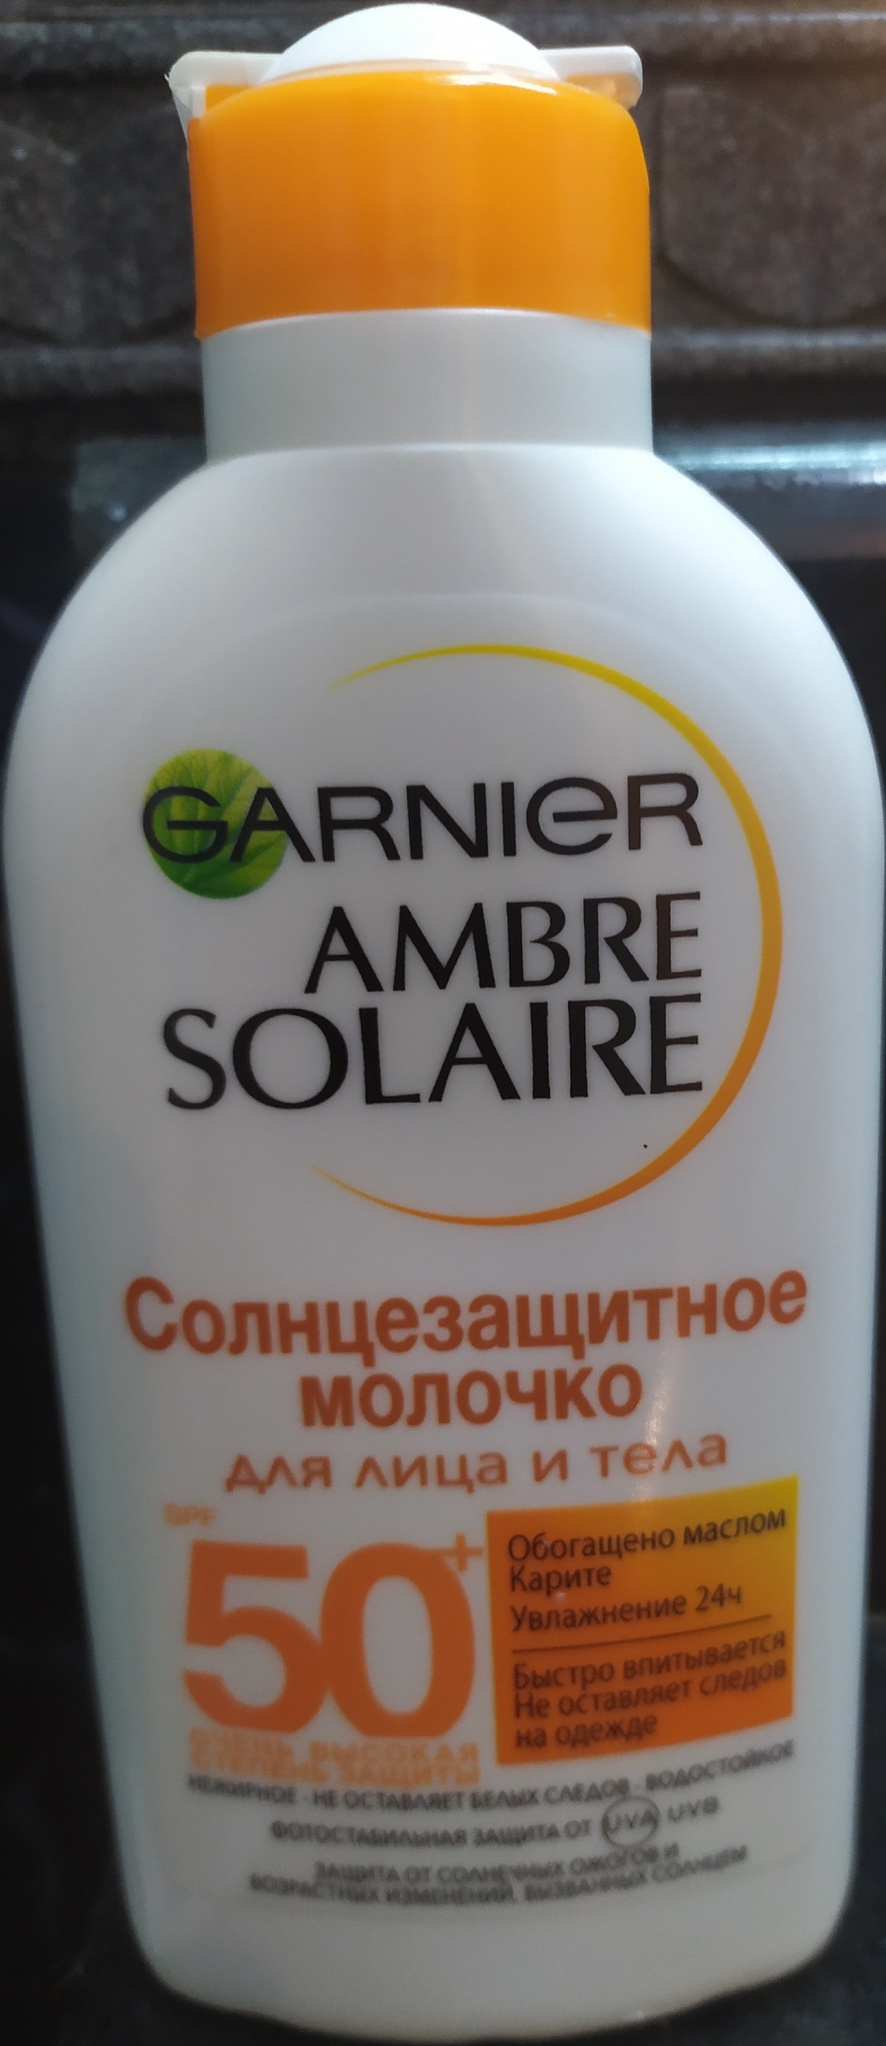 GARNIER
AMBRE
SOLAIRE
Солнцезащитное
молочко
для лица и тела
SPF
50+
ОЧЕНЬ ВЫСОКАЯ
СТЕПЕНЬ ЗАЩИТЫ
Обогащено маслом
Карите
Увлажнение 24ч
Быстро впитывается
Не оставляет следов
на одежде
НЕЖИРНОЕ - НЕ ОСТАВЛЯЕТ БЕЛЫХ СЛЕДОВ - ВОДОСТОЙКОЕ
ФОТОСТАБИЛЬНАЯ ЗАЩИТА ОТ UVA UVB
ЗАЩИТА ОТ СОЛНЕЧНЫХ ОЖОГОВ И
ВОЗРАСТНЫХ ИЗМЕНЕНИЙ, ВЫЗВАННЫХ СОЛНЦЕМ